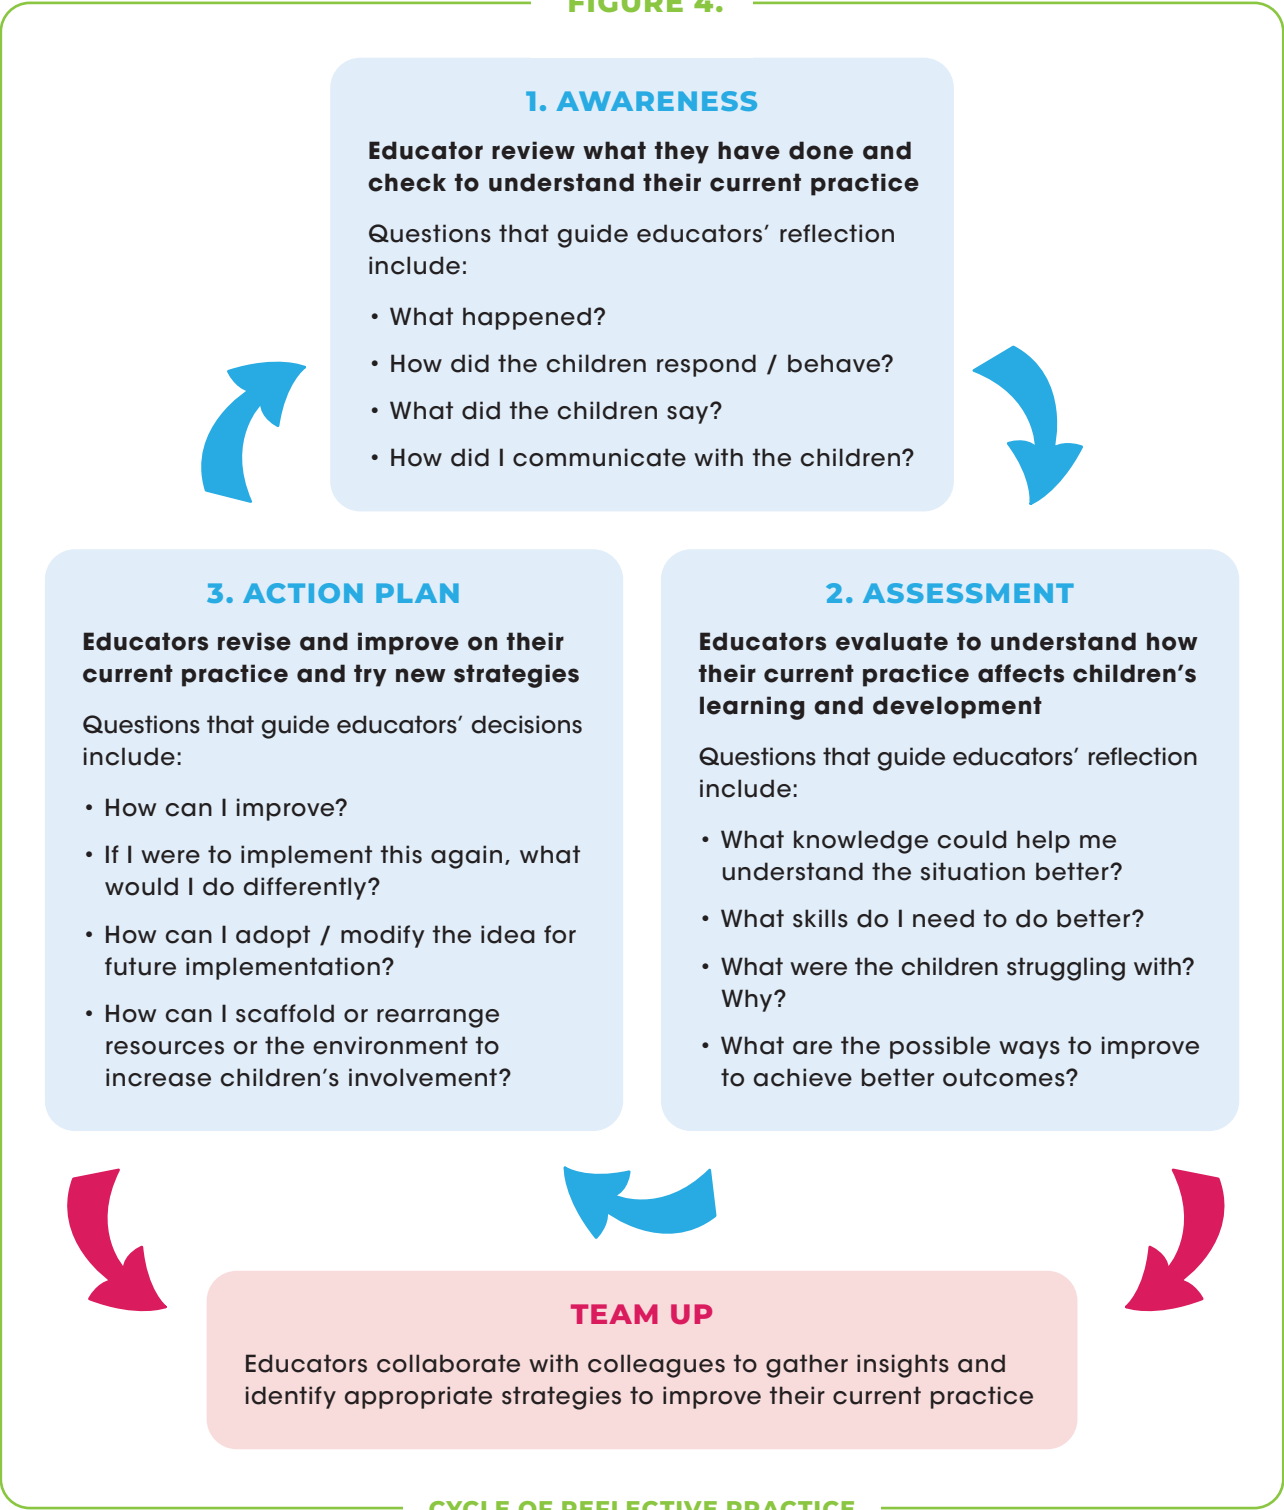 FIGURE 4.
1. AWARENESS
Educator review what they have done and
check to understand their current practice
Questions that guide educators’ reflection
include:
• What happened?
• How did the children respond / behave?
• What did the children say?
• How did I communicate with the children?
3. ACTION PLAN
Educators revise and improve on their
current practice and try new strategies
Questions that guide educators’ decisions
include:
• How can I improve?
• If I were to implement this again, what
would I do differently?
• How can I adopt / modify the idea for
future implementation?
• How can I scaffold or rearrange
resources or the environment to
increase children’s involvement?
2. ASSESSMENT
Educators evaluate to understand how
their current practice affects children’s
learning and development
Questions that guide educators’ reflection
include:
• What knowledge could help me
understand the situation better?
• What skills do I need to do better?
• What were the children struggling with?
Why?
• What are the possible ways to improve
to achieve better outcomes?
TEAM UP
Educators collaborate with colleagues to gather insights and
identify appropriate strategies to improve their current practice
CYCLE OF REFLECTIVE PRACTICE